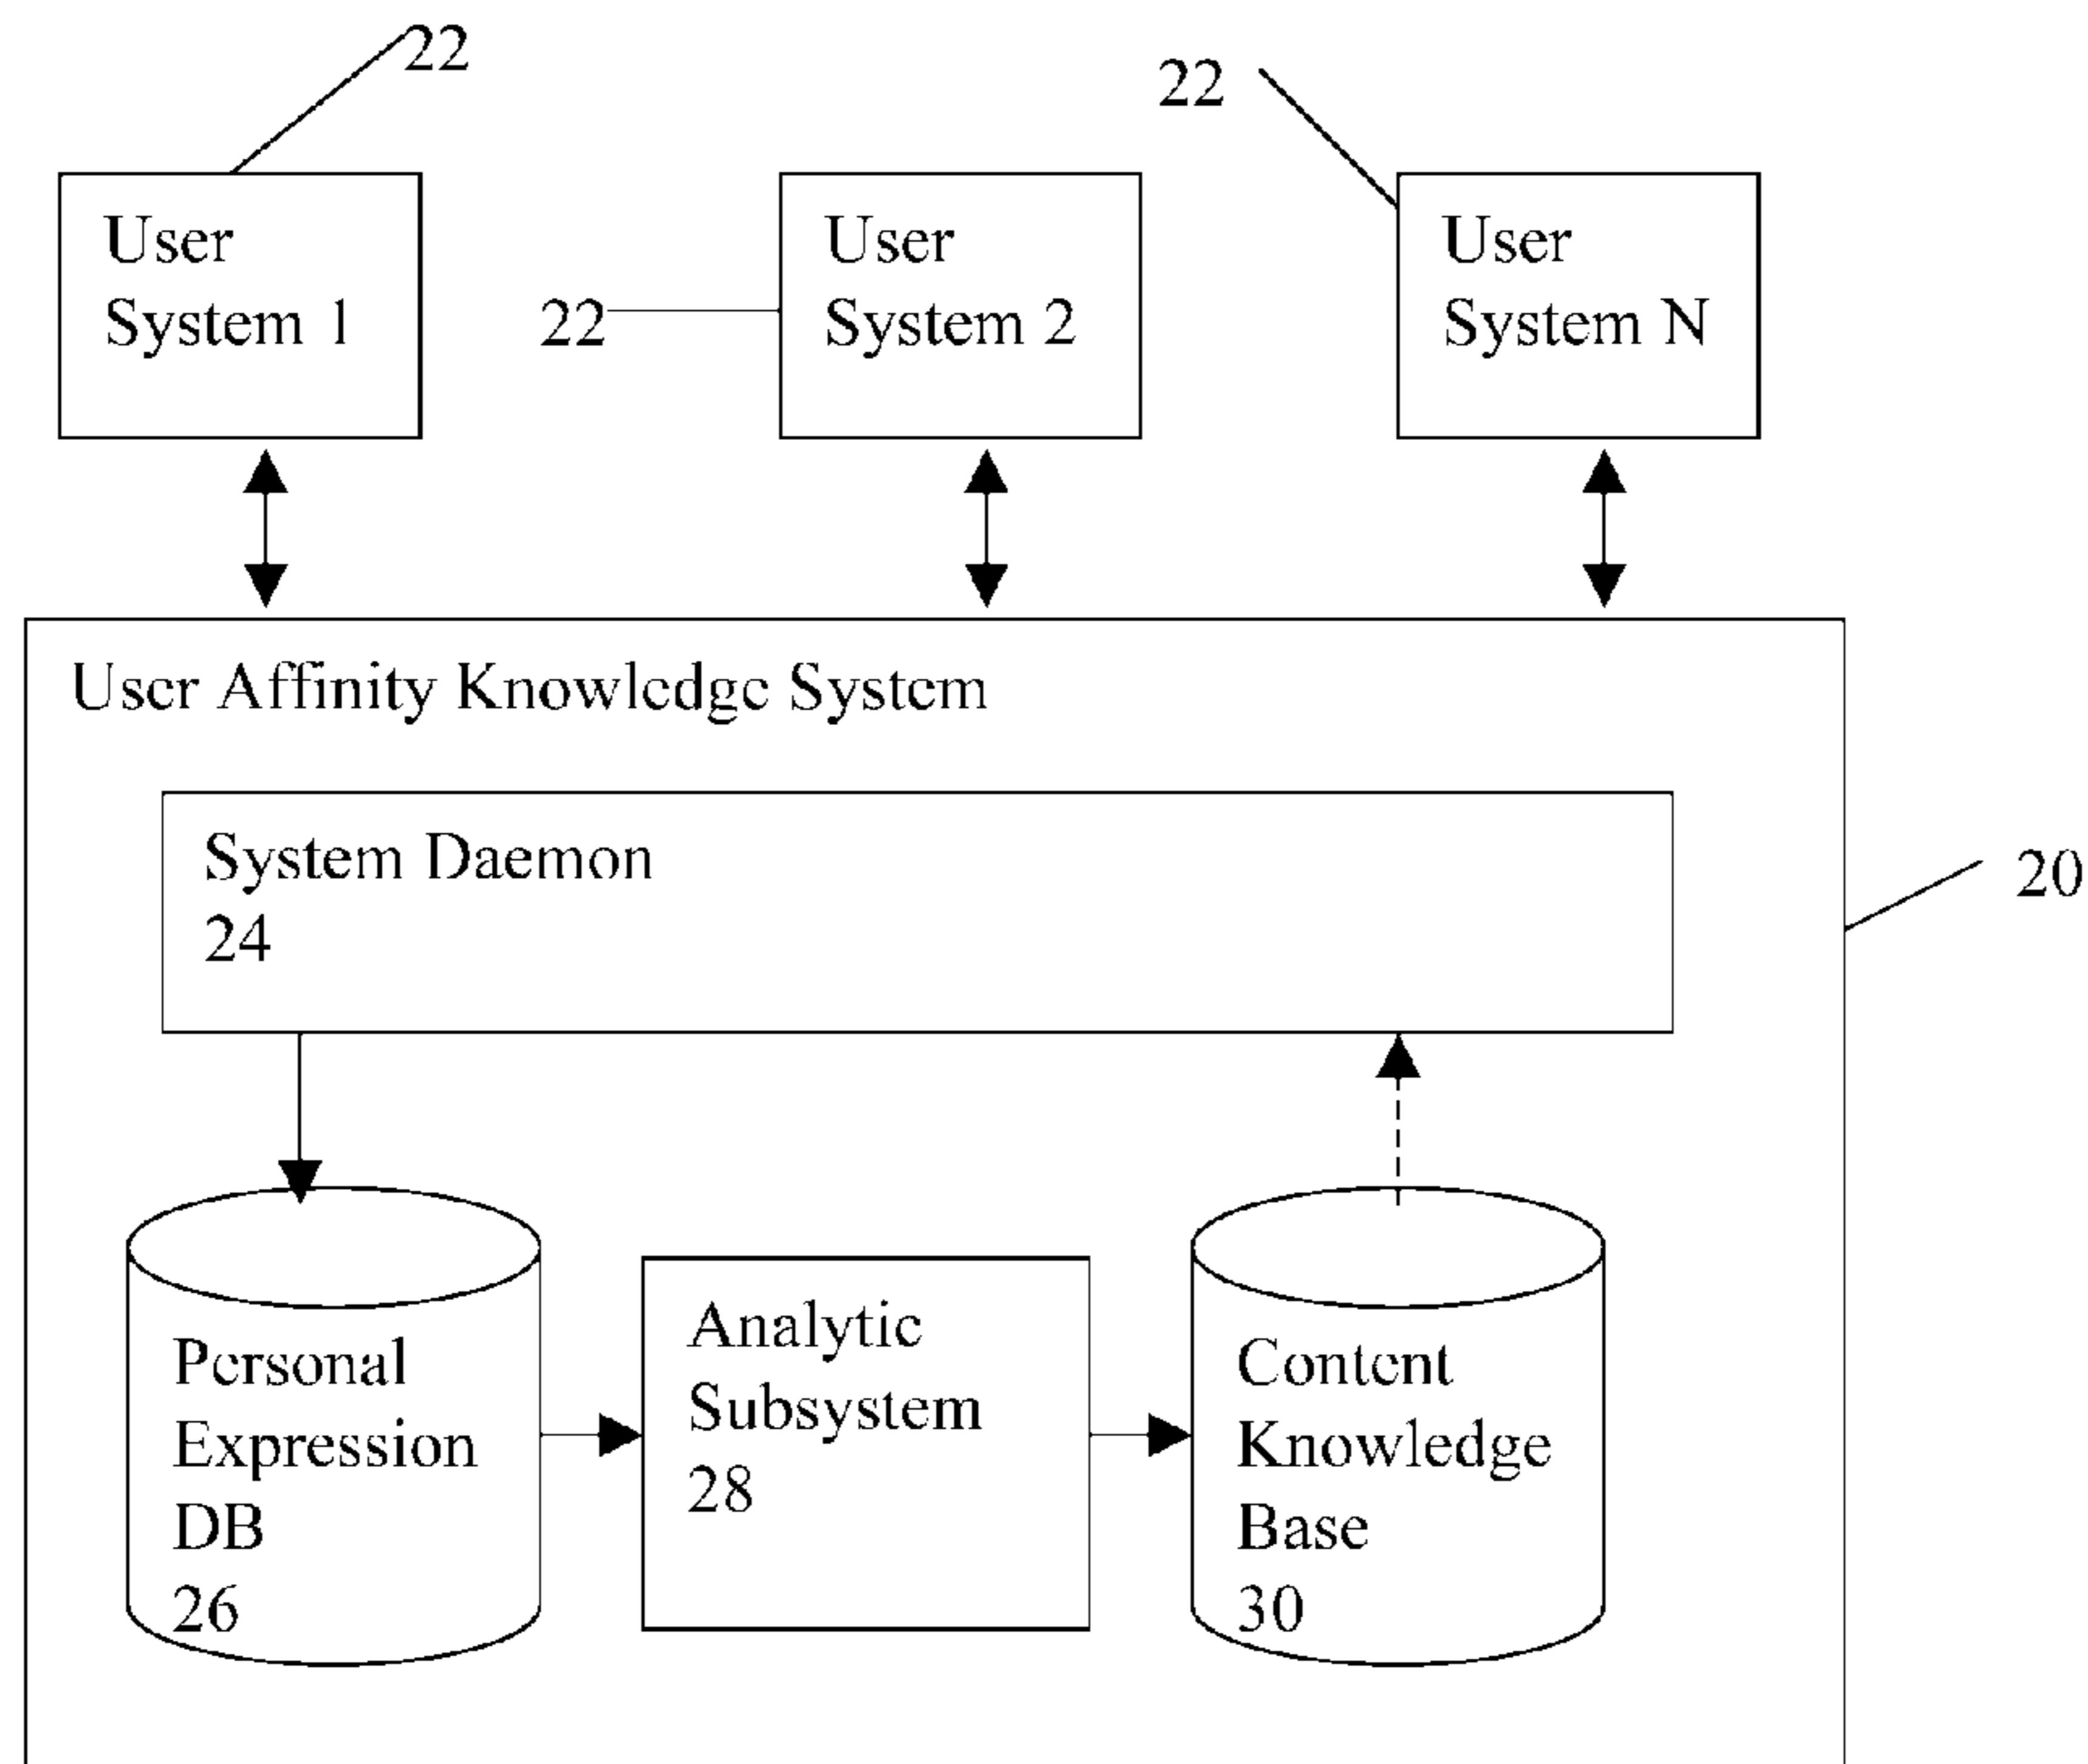 22
22
User
System 1
22
User
System 2
User
System N
User Affinity Knowledge System
System Daemon
24
20
Personal
Expression
DB
26
Analytic
Subsystem
28
Content
Knowledge
Base
30